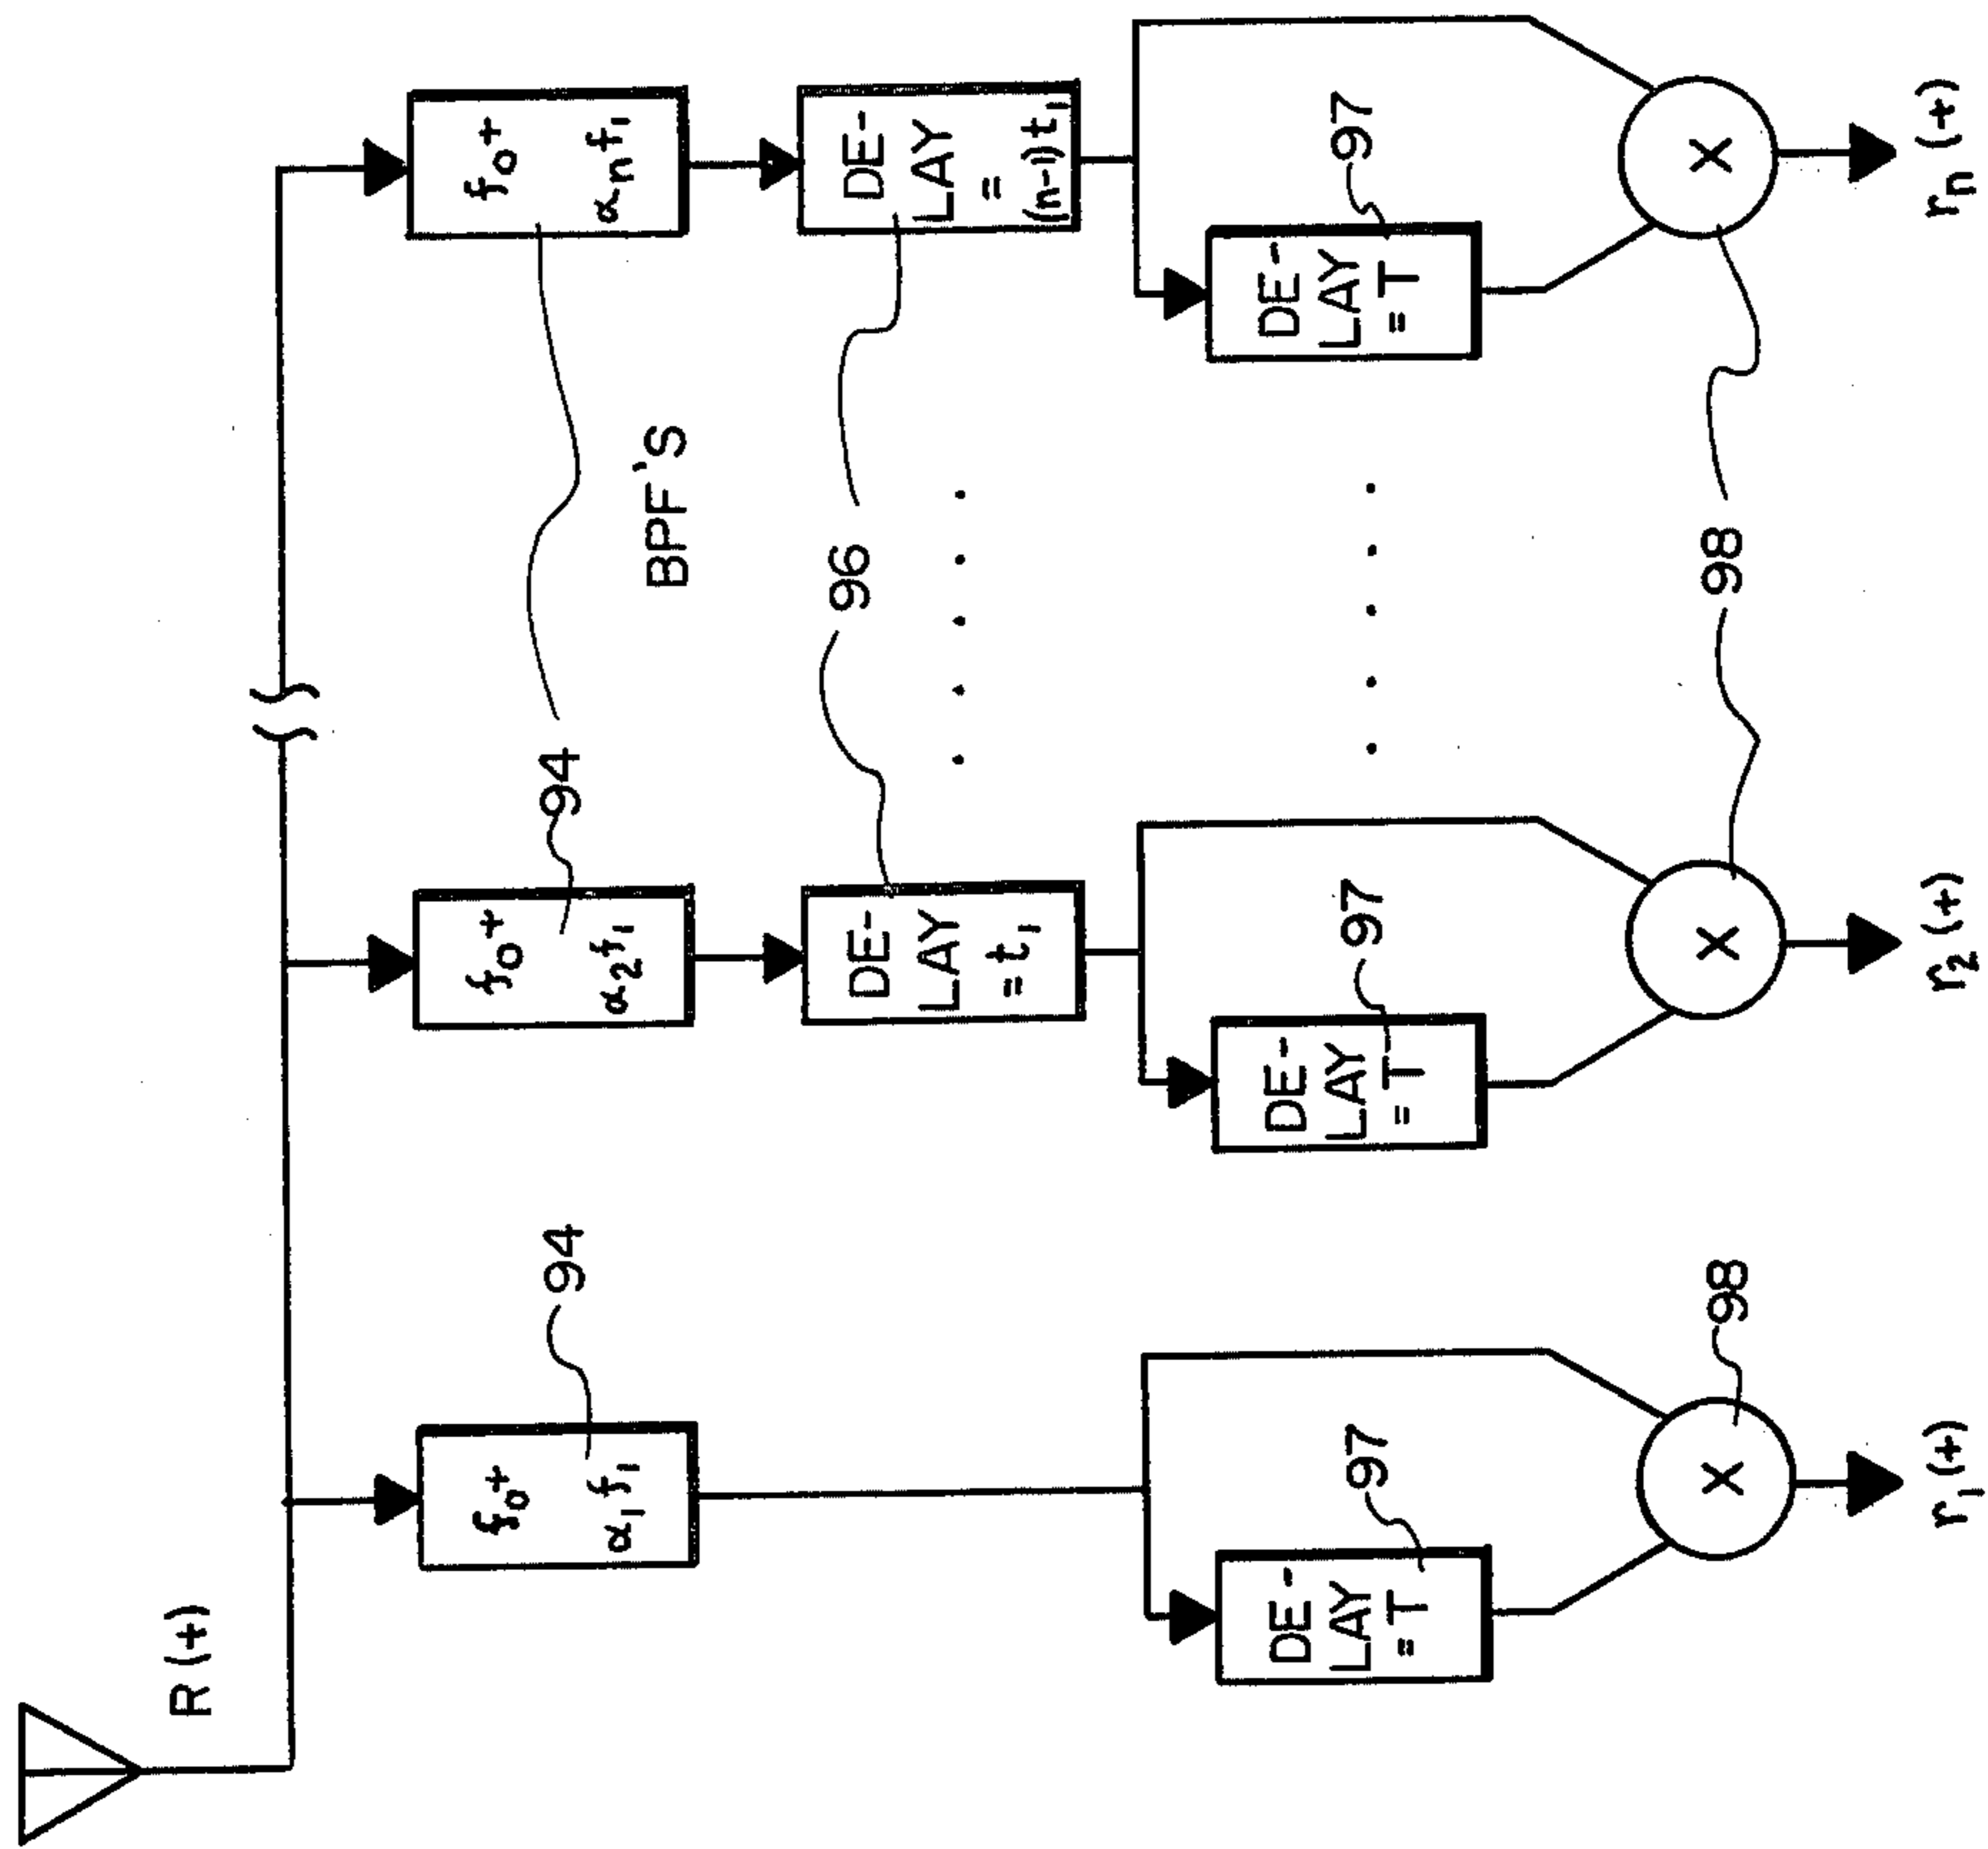 R (t)
f₀+
α₁f₁
94
DE-
LAY
= T
97
X
98
r₁(t)
f₀+
α₂f₁
94
DE-
LAY
= t₁
96
DE-
LAY
= T
97
X
98
r₂(t)
BPF'S
f₀+
αₙf₁
DE-
LAY
=
(n-1)t₁
DE-
LAY
= T
97
X
rₙ(t)